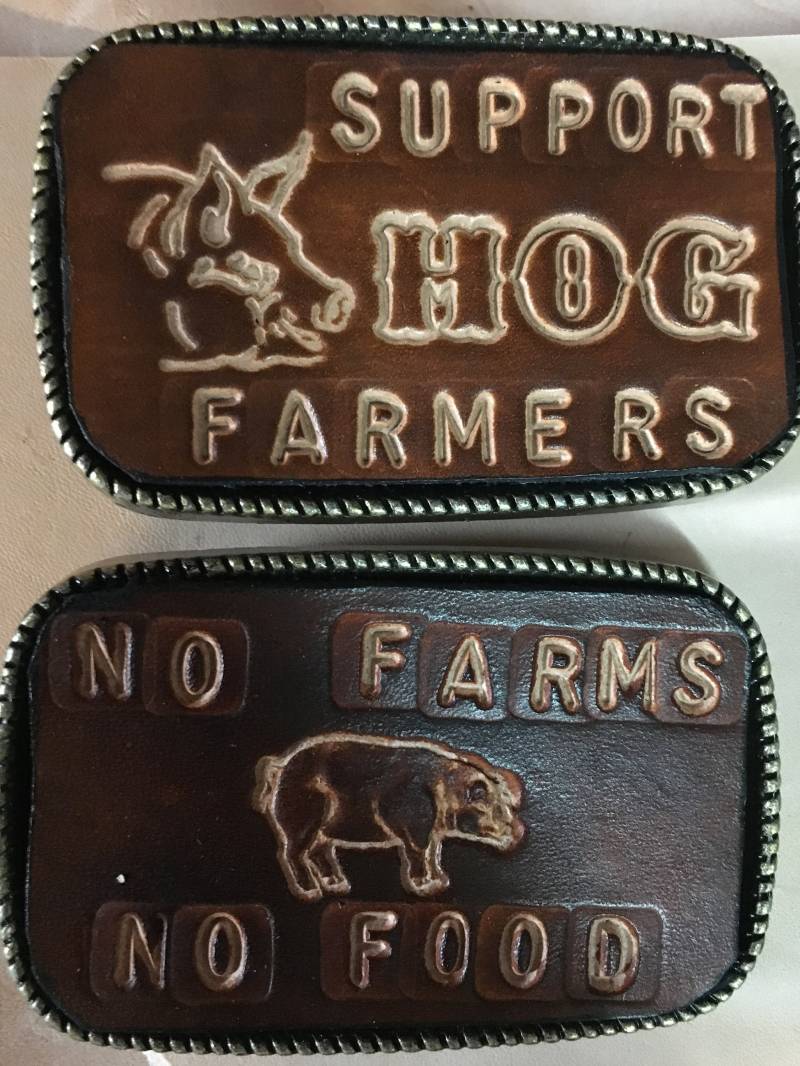 SUPPORT
HOG
FARMERS
NO FARMS
NO FOOD